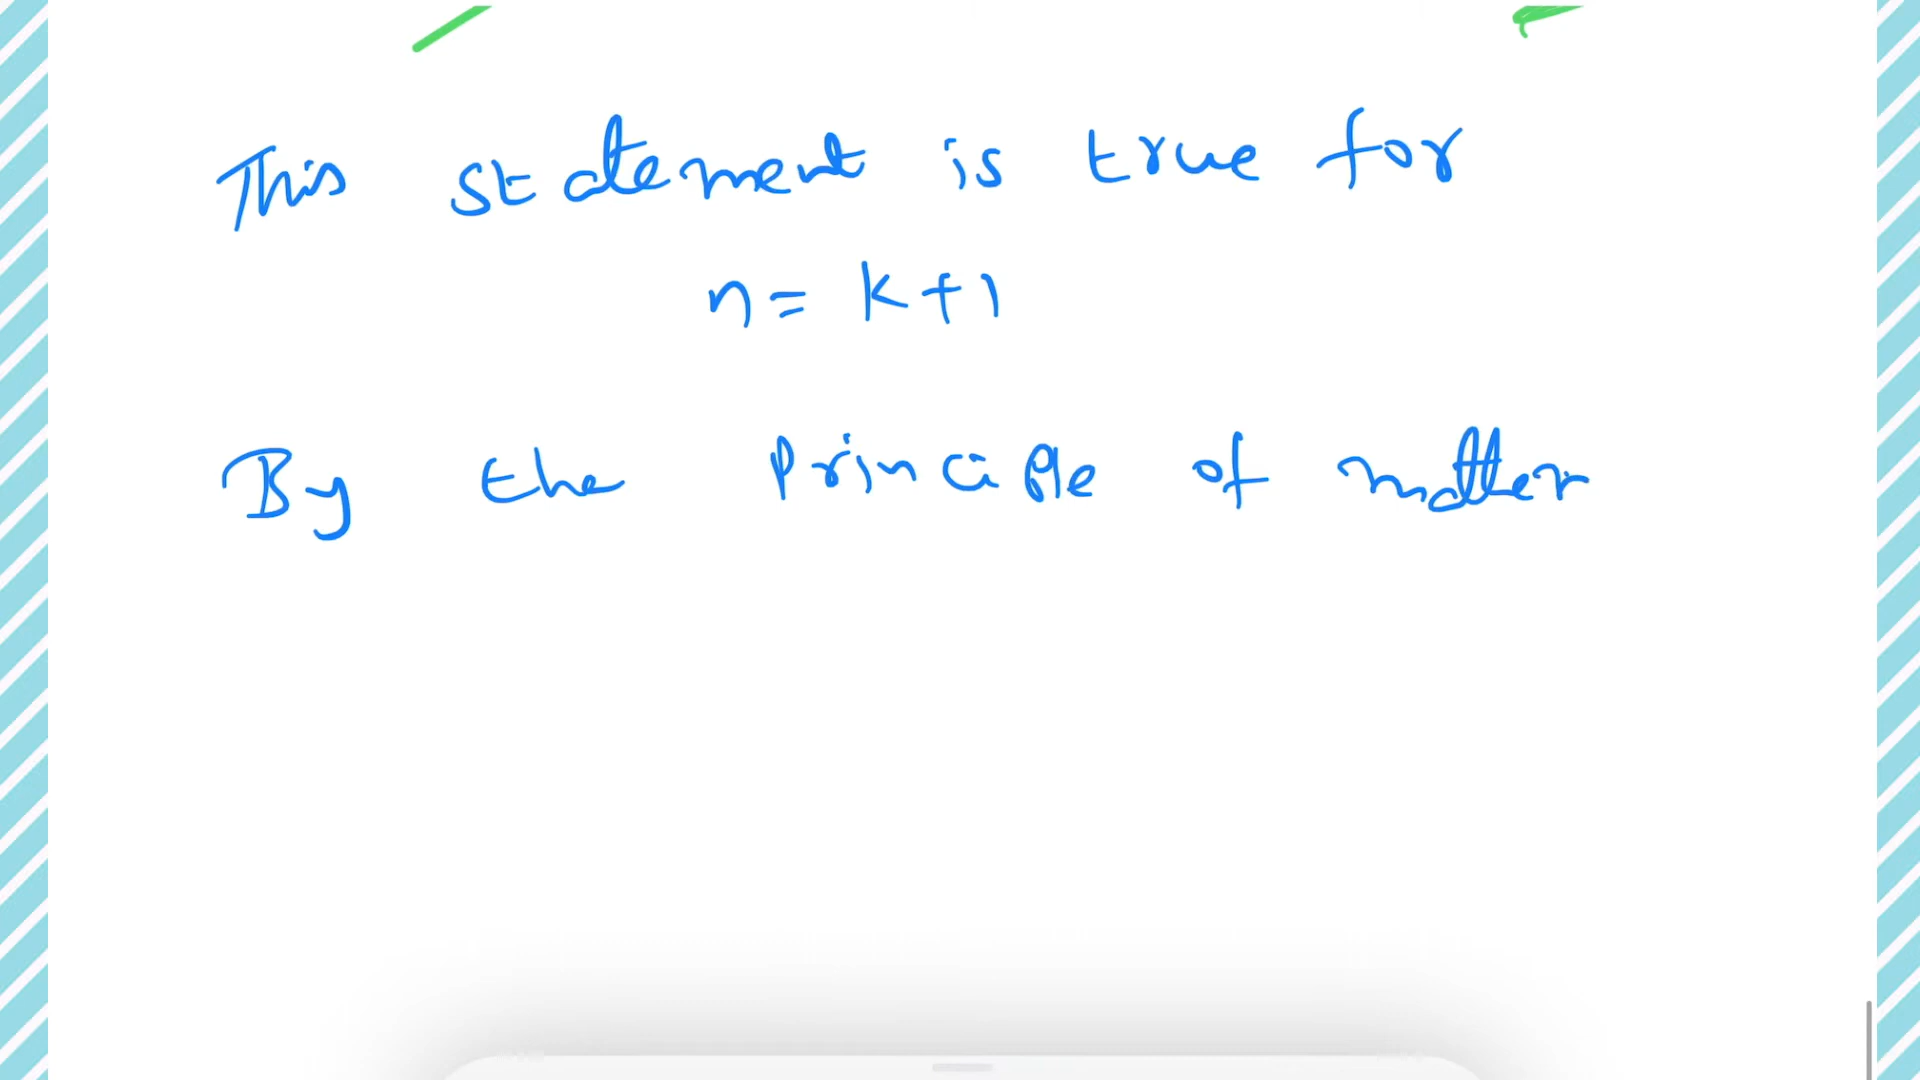 This statement is true for
n = k + 1
By the Principle of